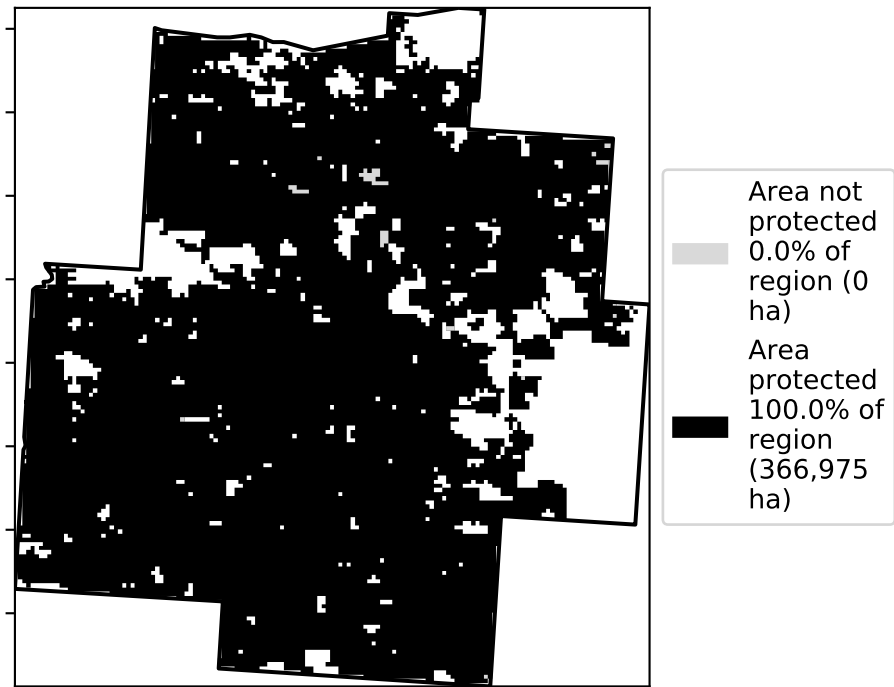 Area not
protected
0.0% of
region (0
ha)
Area
protected
100.0% of
region
(366,975
ha)